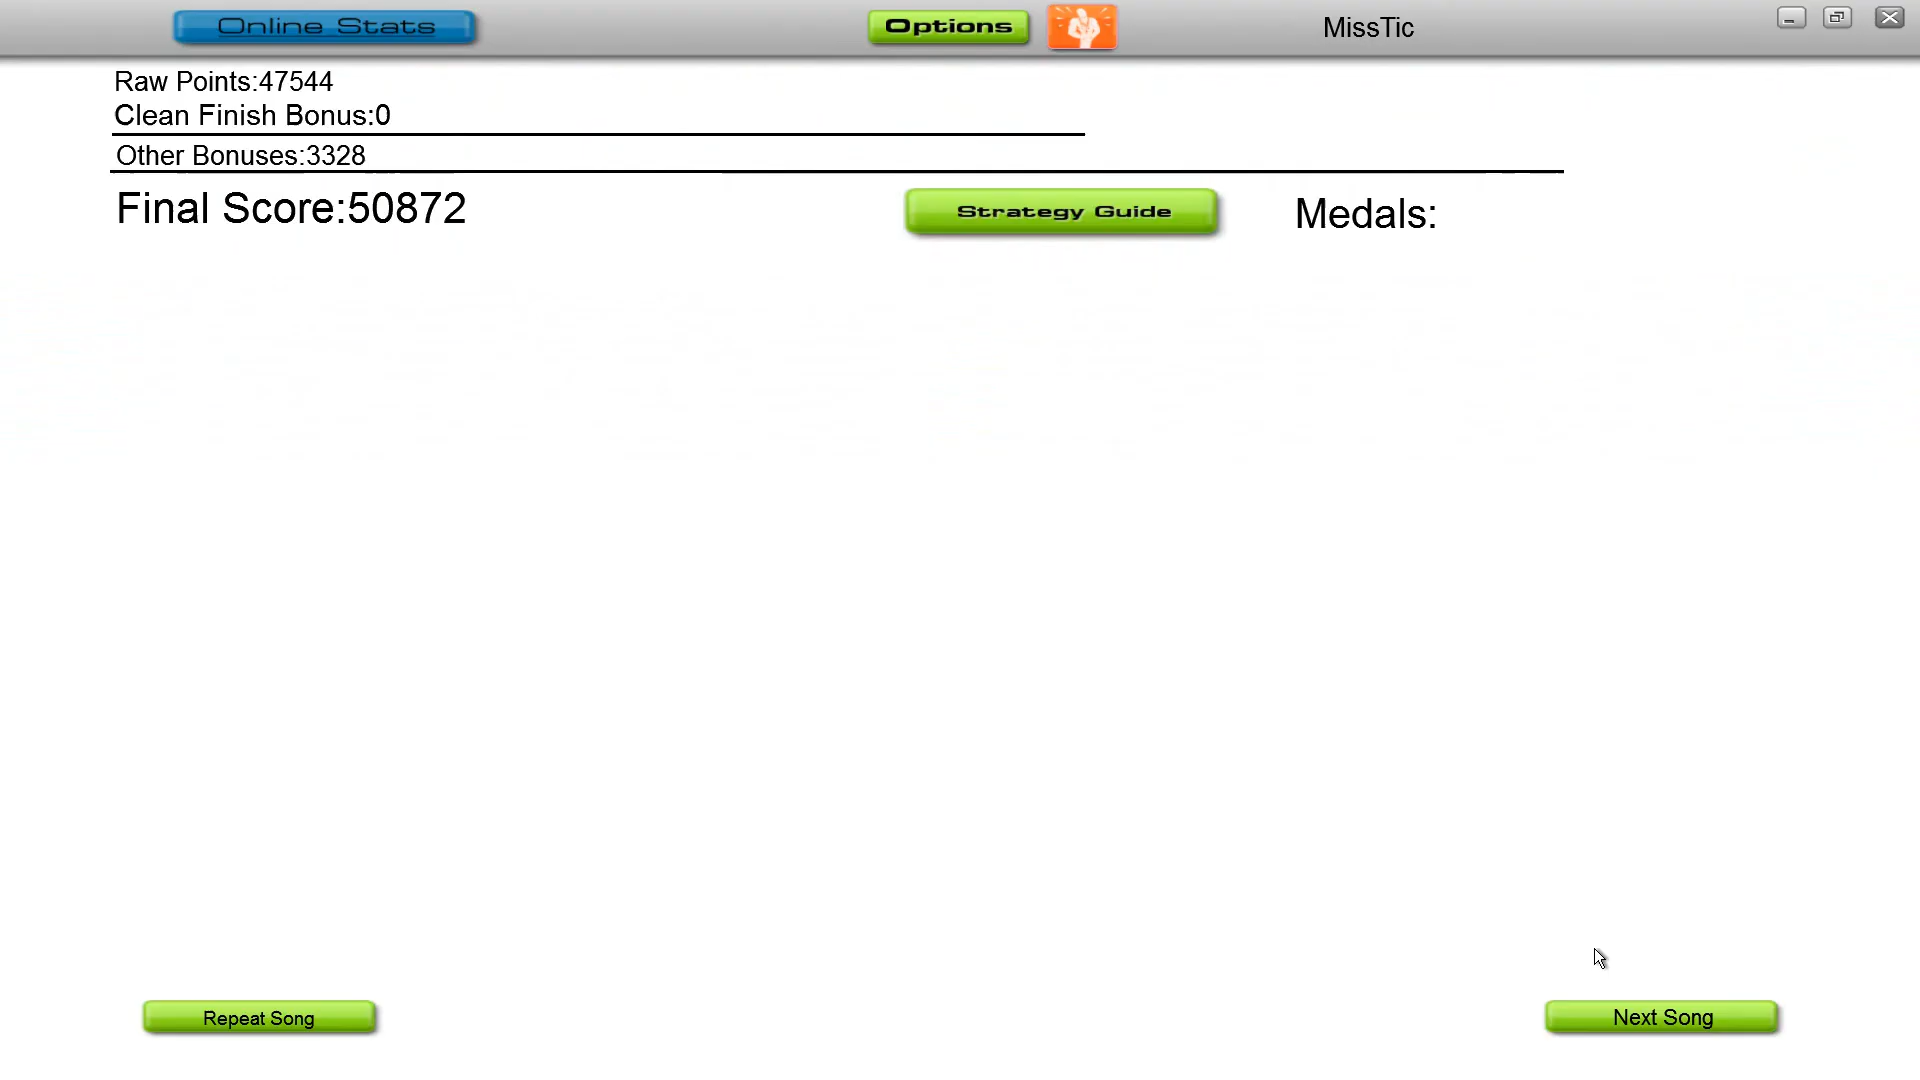 Online Stats
Options
MissTic
Raw Points:47544
Clean Finish Bonus:0
Other Bonuses:3328
Final Score:50872
Strategy Guide
Medals:
Repeat Song
Next Song